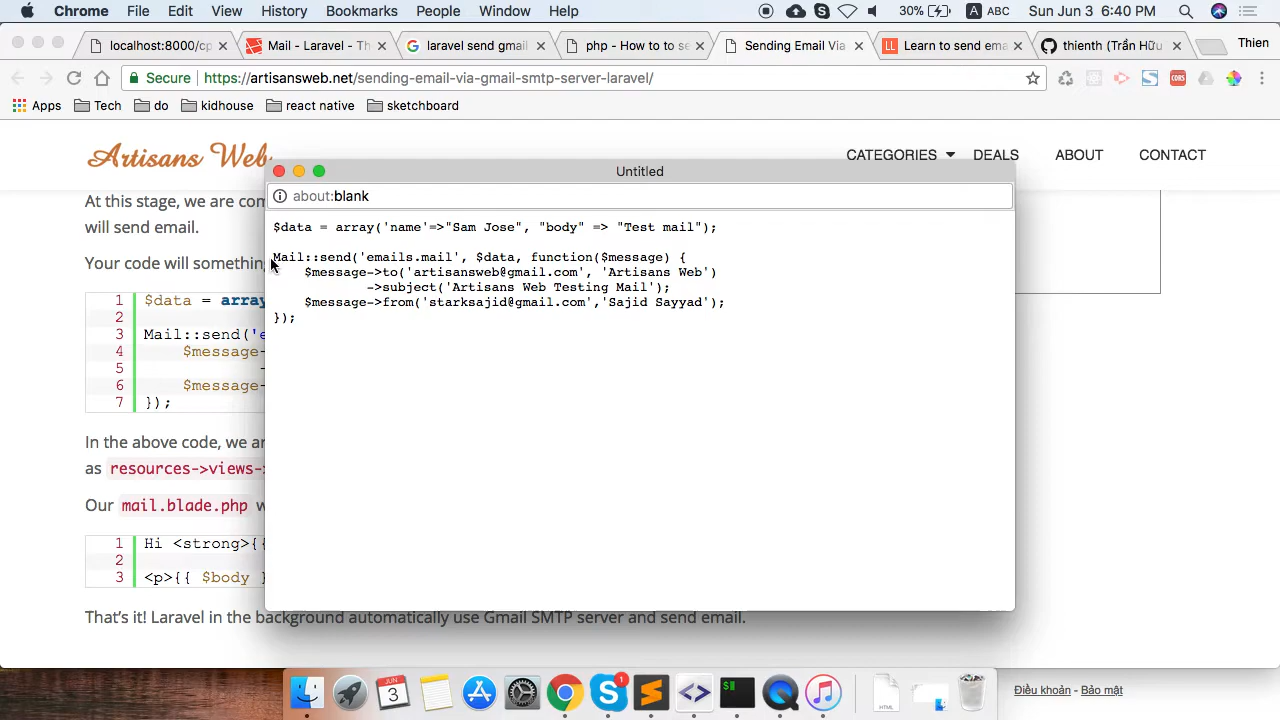 Chrome File Edit View History Bookmarks People Window Help 30% A ABC Sun Jun 3 6:40 PM
localhost:8000/cp Mail - Laravel - Th laravel send gmail php - How to to se Sending Email Via Learn to send ema thienth (Trần Hữu Thien
Secure https://artisansweb.net/sending-email-via-gmail-smtp-server-laravel/
Apps Tech do kidhouse react native sketchboard
Artisans Web
CATEGORIES DEALS ABOUT CONTACT
At this stage, we are com
will send email.
Your code will something
1 $data = array
2
3 Mail::send('e
4 $message-
5 -
6 $message-
7 });
In the above code, we ar
as resources->views->
Our mail.blade.php w
1 Hi <strong>{{
2
3 <p>{{ $body }
That's it! Laravel in the background automatically use Gmail SMTP server and send email.
Untitled
about:blank
$data = array('name'=>"Sam Jose", "body" => "Test mail");
Mail::send('emails.mail', $data, function($message) {
$message->to('artisansweb@gmail.com', 'Artisans Web')
->subject('Artisans Web Testing Mail');
$message->from('starksajid@gmail.com','Sajid Sayyad');
});
JUN
3
1
$
HTML
Điều khoản - Bảo mật